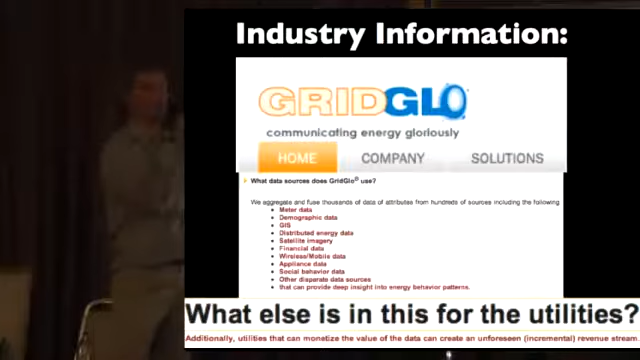 Industry Information:
GRIDGLO
communicating energy gloriously
HOME COMPANY SOLUTIONS
What data sources does GridGlo® use?
We aggregate and fuse thousands of data of attributes from hundreds of sources including the following
• Meter data
• Demographic data
• GIS
• Distributed energy data
• Satellite imagery
• Financial data
• Wireless/Mobile data
• Appliance data
• Social behavior data
• Other disparate data sources
• that can provide deep insight into energy behavior patterns.
What else is in this for the utilities?
Additionally, utilities that can monetize the value of the data can create an unforeseen (incremental) revenue stream